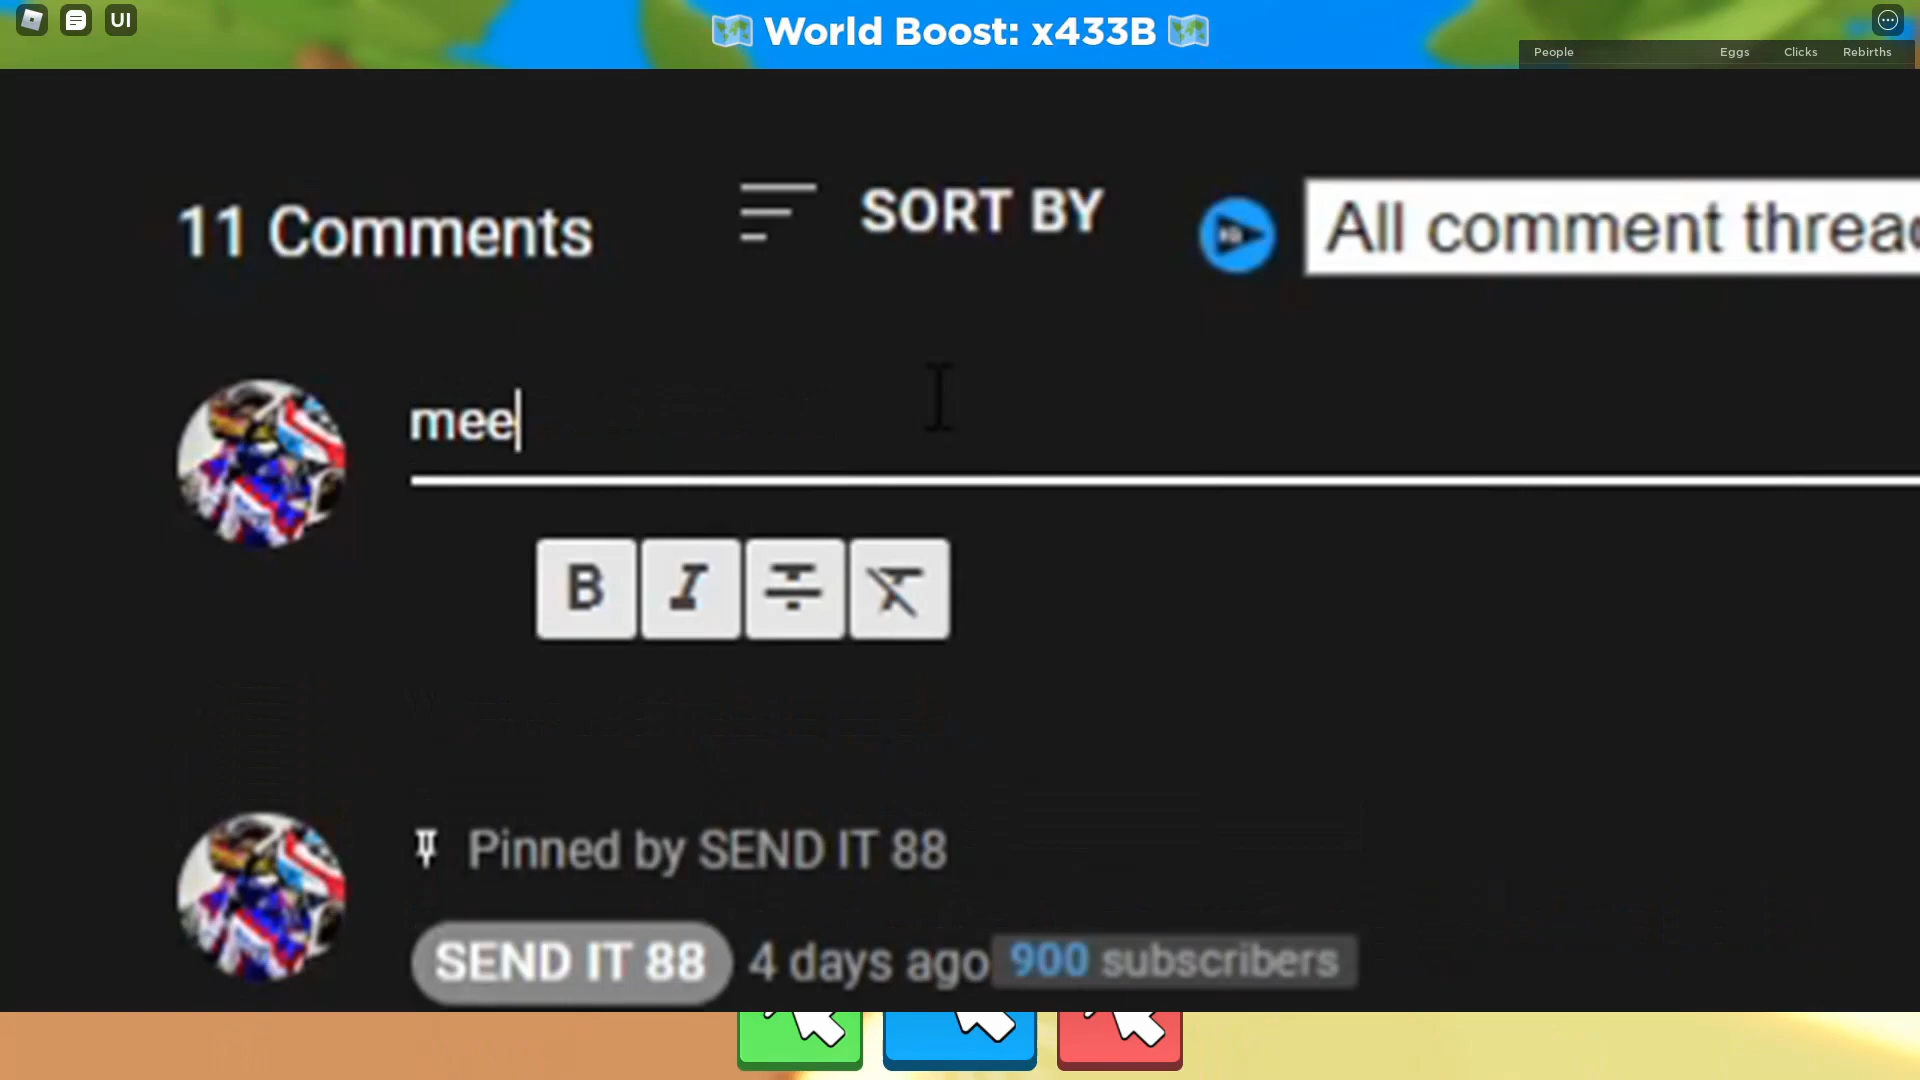 UI
World Boost: x433B
People Eggs Clicks Rebirths
11 Comments
SORT BY
All comment threa
mee
B I
Pinned by SEND IT 88
SEND IT 88 4 days ago 900 subscribers